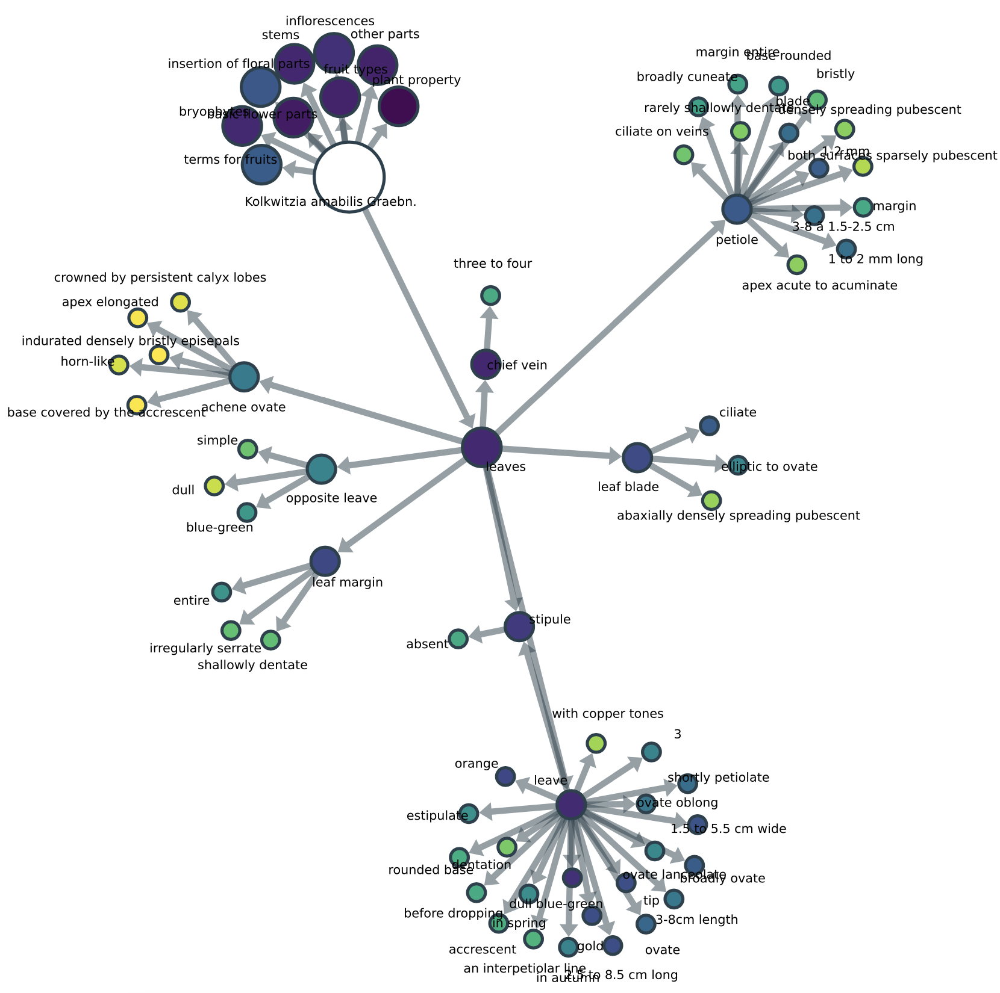 inflorescences
stems
other parts
insertion of floral parts
fruit types
plant property
bryophytes
basic flower parts
terms for fruits
Kolkwitzia amabilis Graebn.
margin entire
base rounded
broadly cuneate
bristly
blade
rarely shallowly dentate
densely spreading pubescent
ciliate on veins
1-2 mm
both surfaces sparsely pubescent
margin
3-8 à 1.5-2.5 cm
petiole
1 to 2 mm long
apex acute to acuminate
three to four
chief vein
crowned by persistent calyx lobes
apex elongated
indurated densely bristly episepals
horn-like
achene ovate
base covered by the accrescent
simple
dull
opposite leave
blue-green
leaves
ciliate
elliptic to ovate
leaf blade
abaxially densely spreading pubescent
leaf margin
entire
irregularly serrate
shallowly dentate
stipule
absent
with copper tones
3
orange
leave
shortly petiolate
ovate oblong
estipulate
1.5 to 5.5 cm wide
dentation
rounded base
ovate lanceolate
broadly ovate
tip
dull blue-green
before dropping
in spring
3-8cm length
accrescent
gold
ovate
an interpetiolar line
in autumn
2.5 to 8.5 cm long